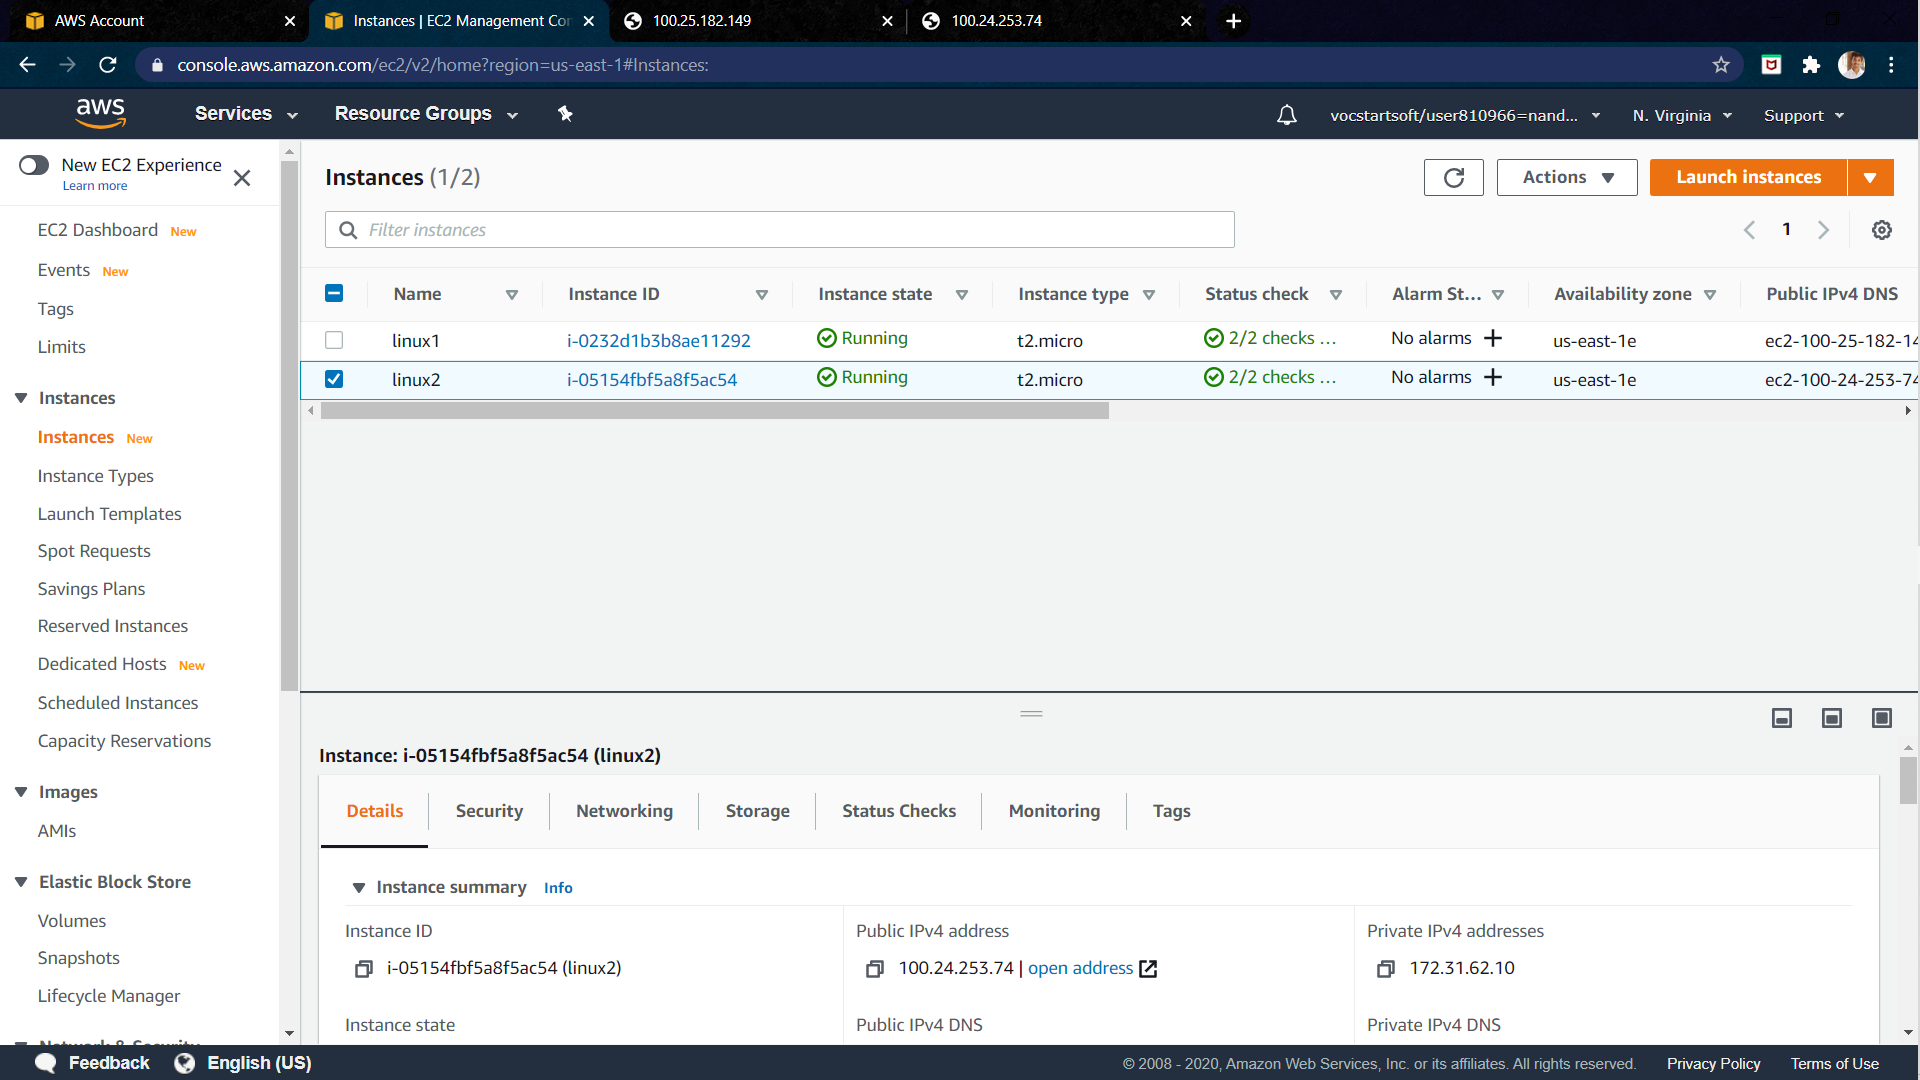 AWS Account
Instances | EC2 Management Con
100.25.182.149
100.24.253.74
console.aws.amazon.com/ec2/v2/home?region=us-east-1#Instances:
aws
Services
Resource Groups
vocstartsoft/user810966=nand...
N. Virginia
Support
New EC2 Experience
Learn more
EC2 Dashboard New
Events New
Tags
Limits
Instances
Instances New
Instance Types
Launch Templates
Spot Requests
Savings Plans
Reserved Instances
Dedicated Hosts New
Scheduled Instances
Capacity Reservations
Images
AMIs
Elastic Block Store
Volumes
Snapshots
Lifecycle Manager
Network & Security
Instances (1/2)
Actions
Launch instances
Filter instances
1
Name Instance ID Instance state Instance type Status check Alarm St... Availability zone Public IPv4 DNS
linux1 i-0232d1b3b8ae11292 Running t2.micro 2/2 checks ... No alarms + us-east-1e ec2-100-25-182-14
linux2 i-05154fbf5a8f5ac54 Running t2.micro 2/2 checks ... No alarms + us-east-1e ec2-100-24-253-74
Instance: i-05154fbf5a8f5ac54 (linux2)
Details Security Networking Storage Status Checks Monitoring Tags
Instance summary Info
Instance ID
i-05154fbf5a8f5ac54 (linux2)
Public IPv4 address
100.24.253.74 | open address
Private IPv4 addresses
172.31.62.10
Instance state
Public IPv4 DNS
Private IPv4 DNS
Feedback
English (US)
© 2008 - 2020, Amazon Web Services, Inc. or its affiliates. All rights reserved.
Privacy Policy
Terms of Use